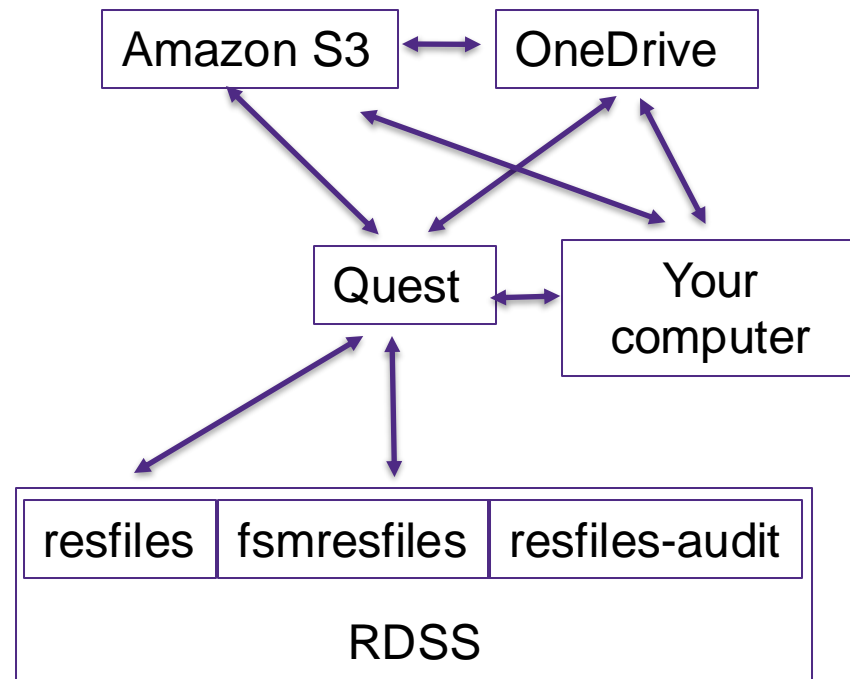 Amazon S3
OneDrive
Quest
Your
computer
resfiles
fsmresfiles
resfiles-audit
RDSS